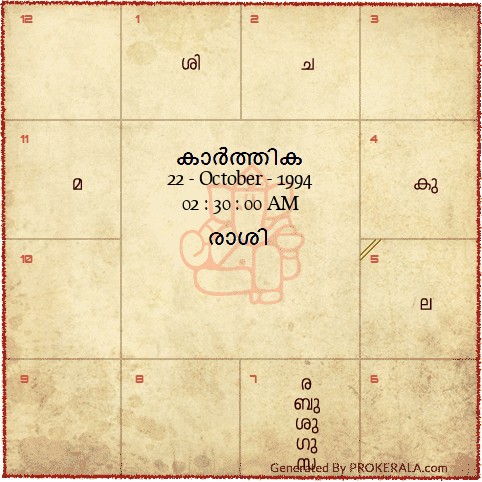 12
1
2
3
ശി
ച
11
4
മ
കു
കാർത്തിക
22 - October - 1994
02 : 30 : 00 AM
രാശി
10
5
ല
9
8
7
6
ര
ബു
ശു
ഗു
സ
Generated By PROKERALA.com